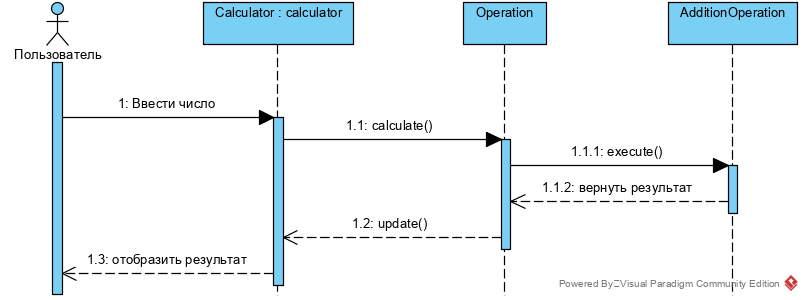 Calculator : calculator
Operation
AdditionOperation
Пользователь
1: Ввести число
1.1: calculate()
1.1.1: execute()
1.1.2: вернуть результат
1.2: update()
1.3: отобразить результат
Powered By Visual Paradigm Community Edition